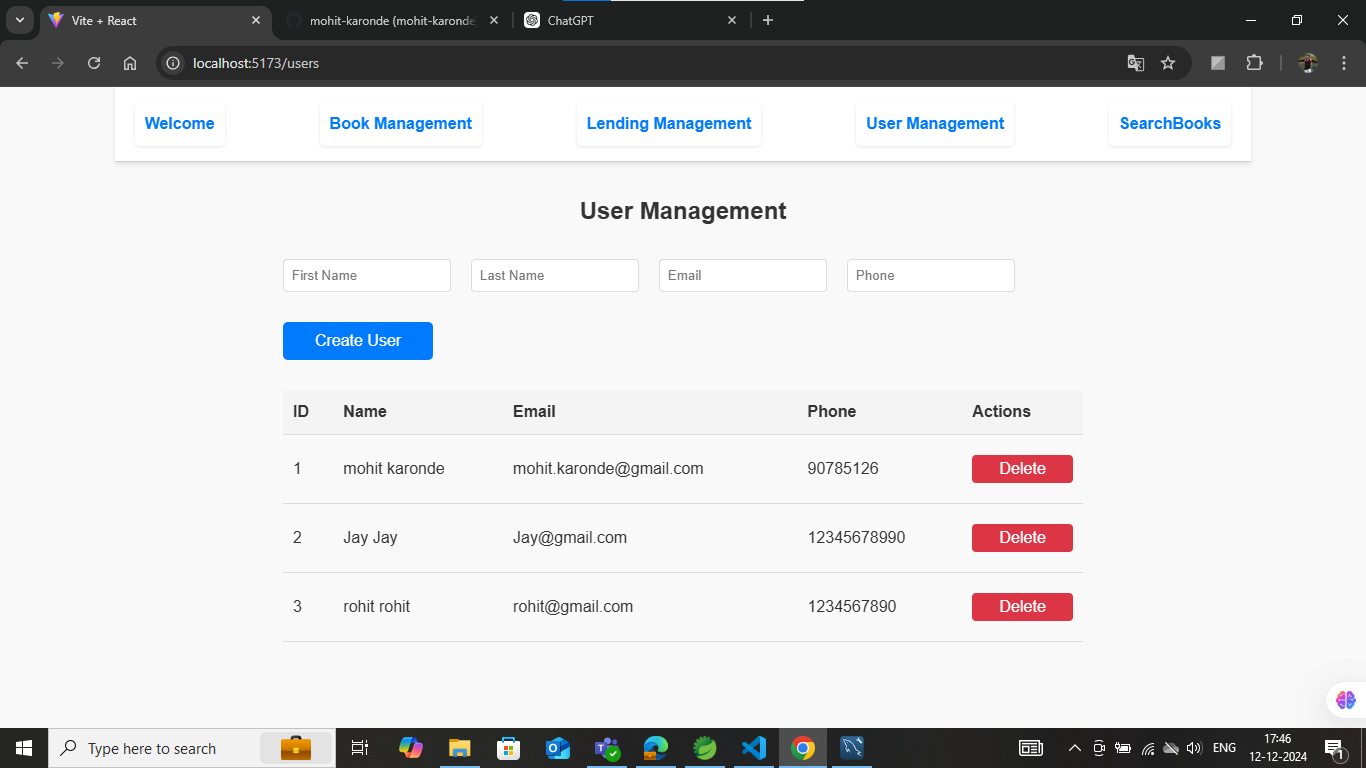 Vite + React
mohit-karonde (mohit-karonde
ChatGPT
localhost:5173/users
Welcome
Book Management
Lending Management
User Management
SearchBooks
User Management
First Name
Last Name
Email
Phone
Create User
ID Name Email Phone Actions
1 mohit karonde mohit.karonde@gmail.com 90785126 Delete
2 Jay Jay Jay@gmail.com 12345678990 Delete
3 rohit rohit rohit@gmail.com 1234567890 Delete
Type here to search
ENG
17:46
12-12-2024
1